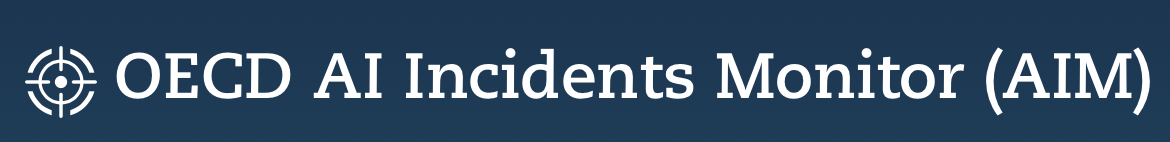 OECD AI Incidents Monitor (AIM)